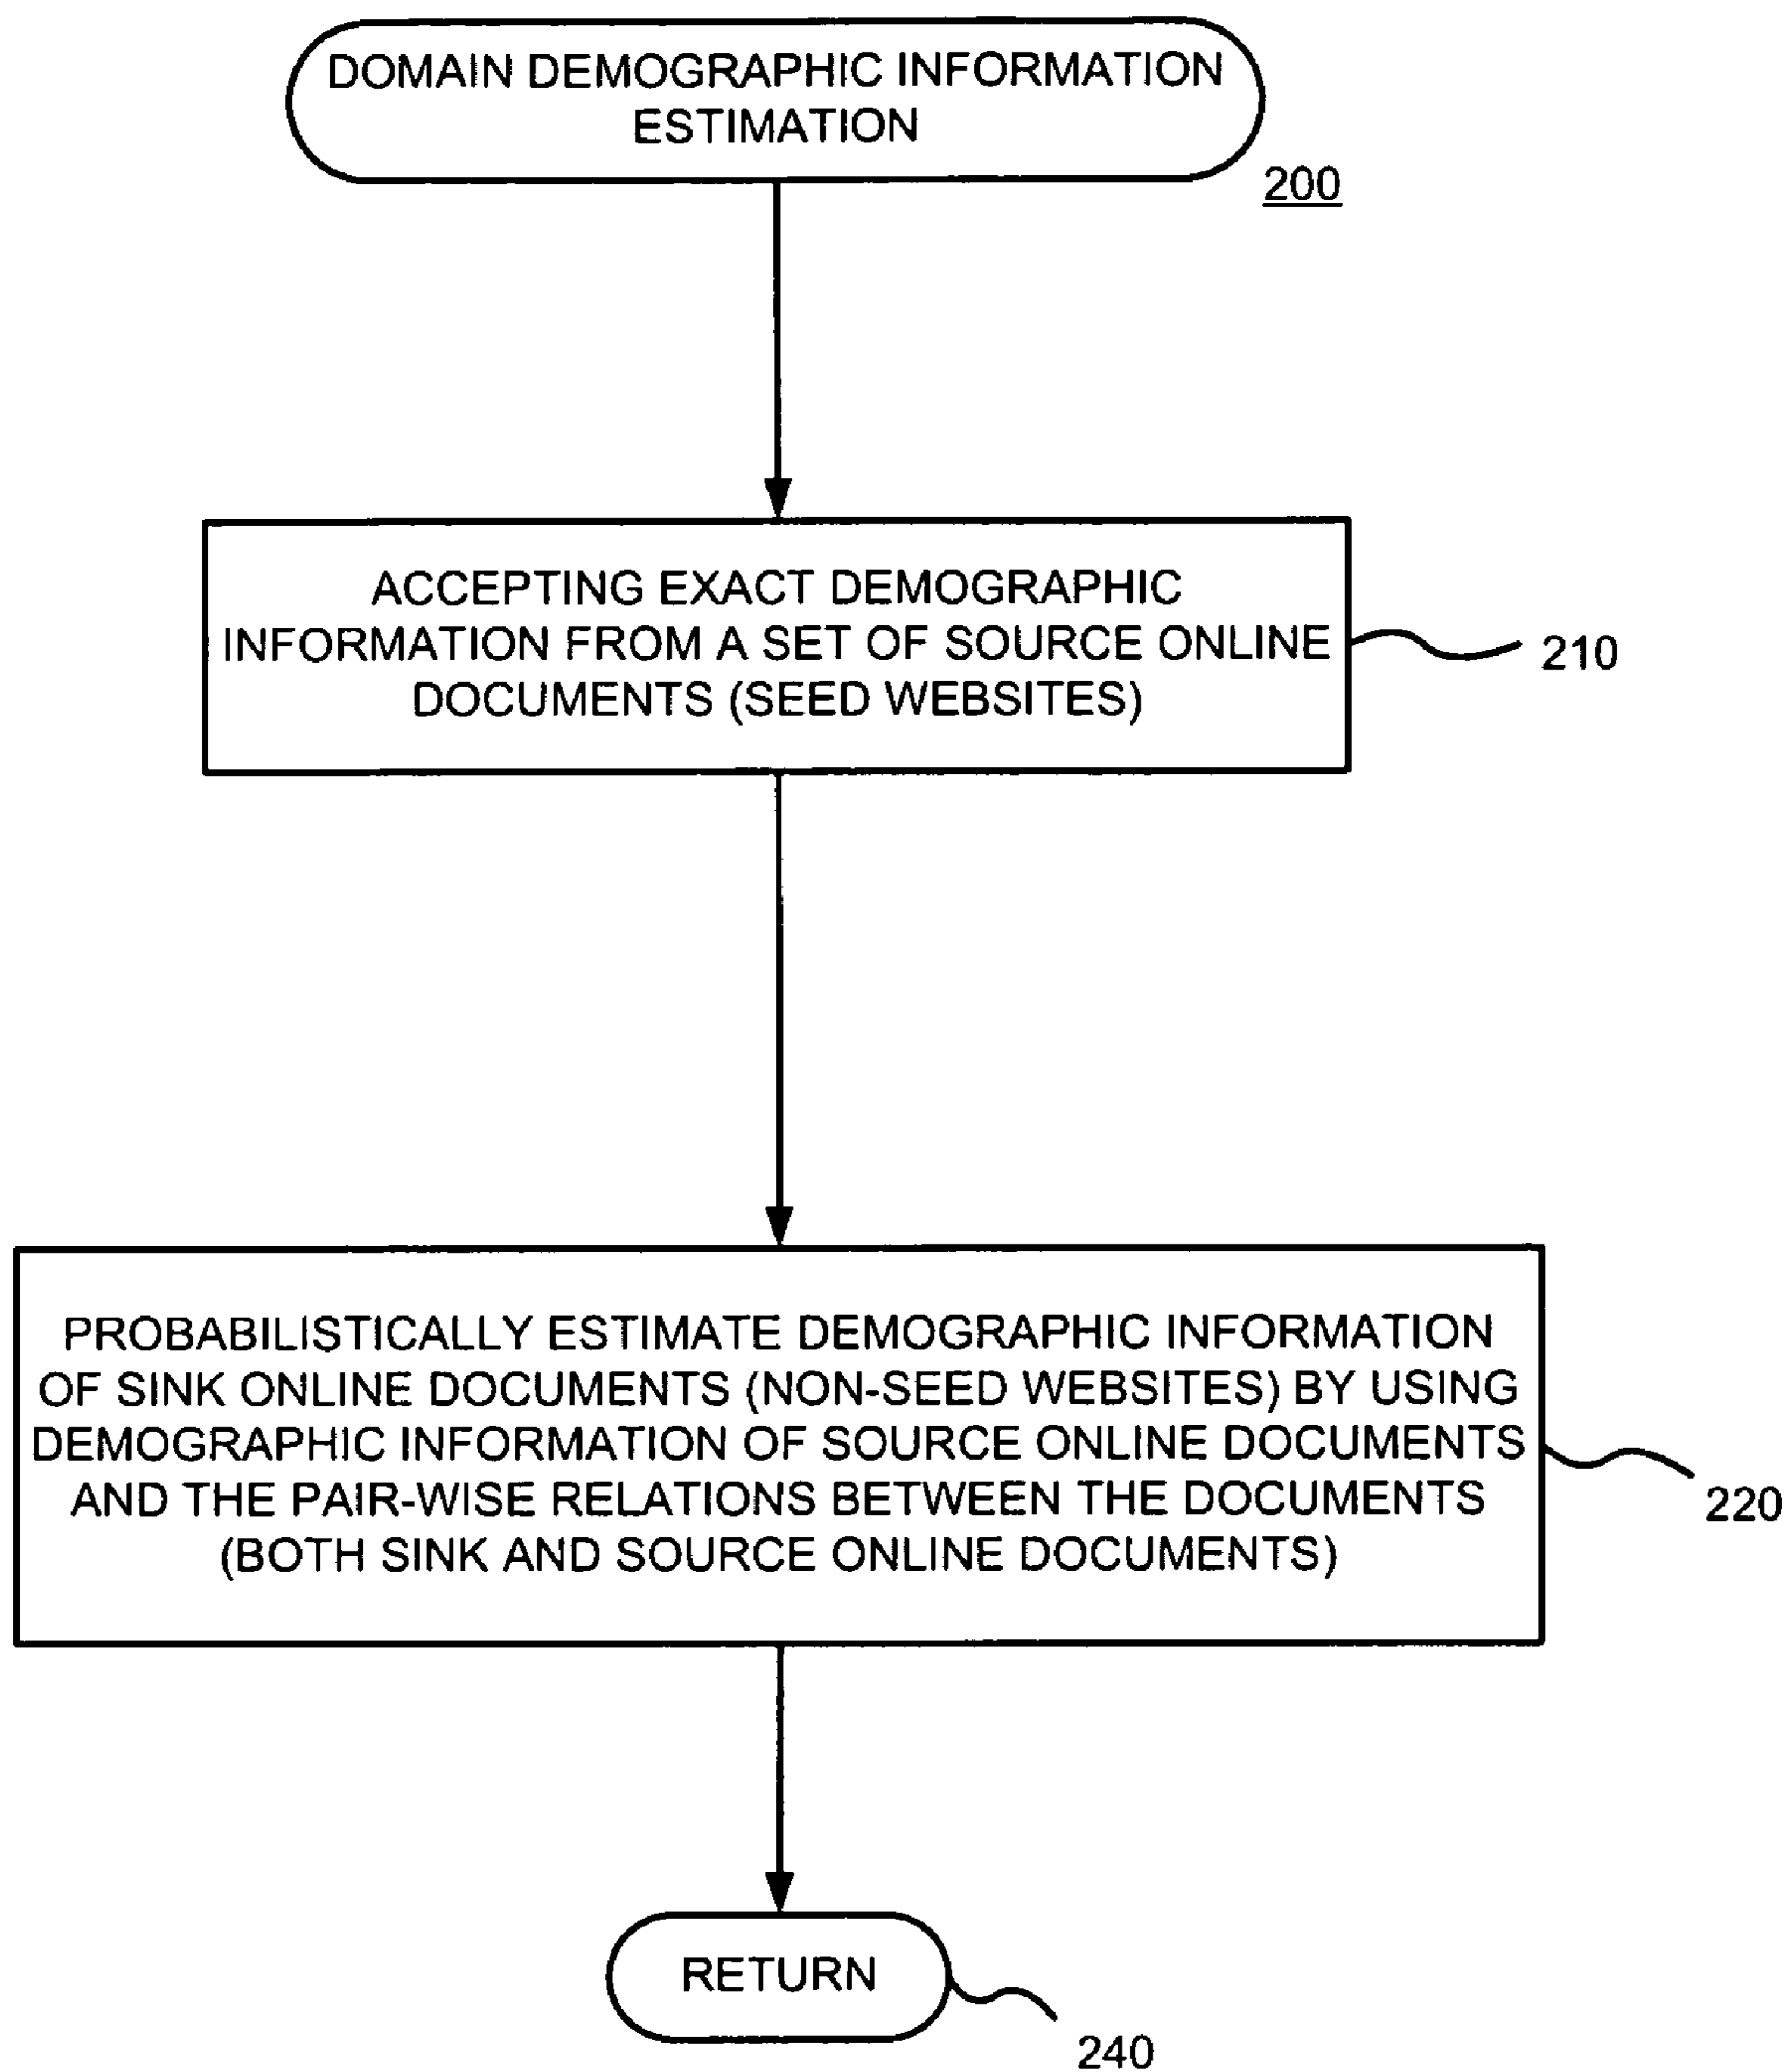 DOMAIN DEMOGRAPHIC INFORMATION
ESTIMATION
200
ACCEPTING EXACT DEMOGRAPHIC
INFORMATION FROM A SET OF SOURCE ONLINE
DOCUMENTS (SEED WEBSITES)
210
PROBABILISTICALLY ESTIMATE DEMOGRAPHIC INFORMATION
OF SINK ONLINE DOCUMENTS (NON-SEED WEBSITES) BY USING
DEMOGRAPHIC INFORMATION OF SOURCE ONLINE DOCUMENTS
AND THE PAIR-WISE RELATIONS BETWEEN THE DOCUMENTS
(BOTH SINK AND SOURCE ONLINE DOCUMENTS)
220
RETURN
240